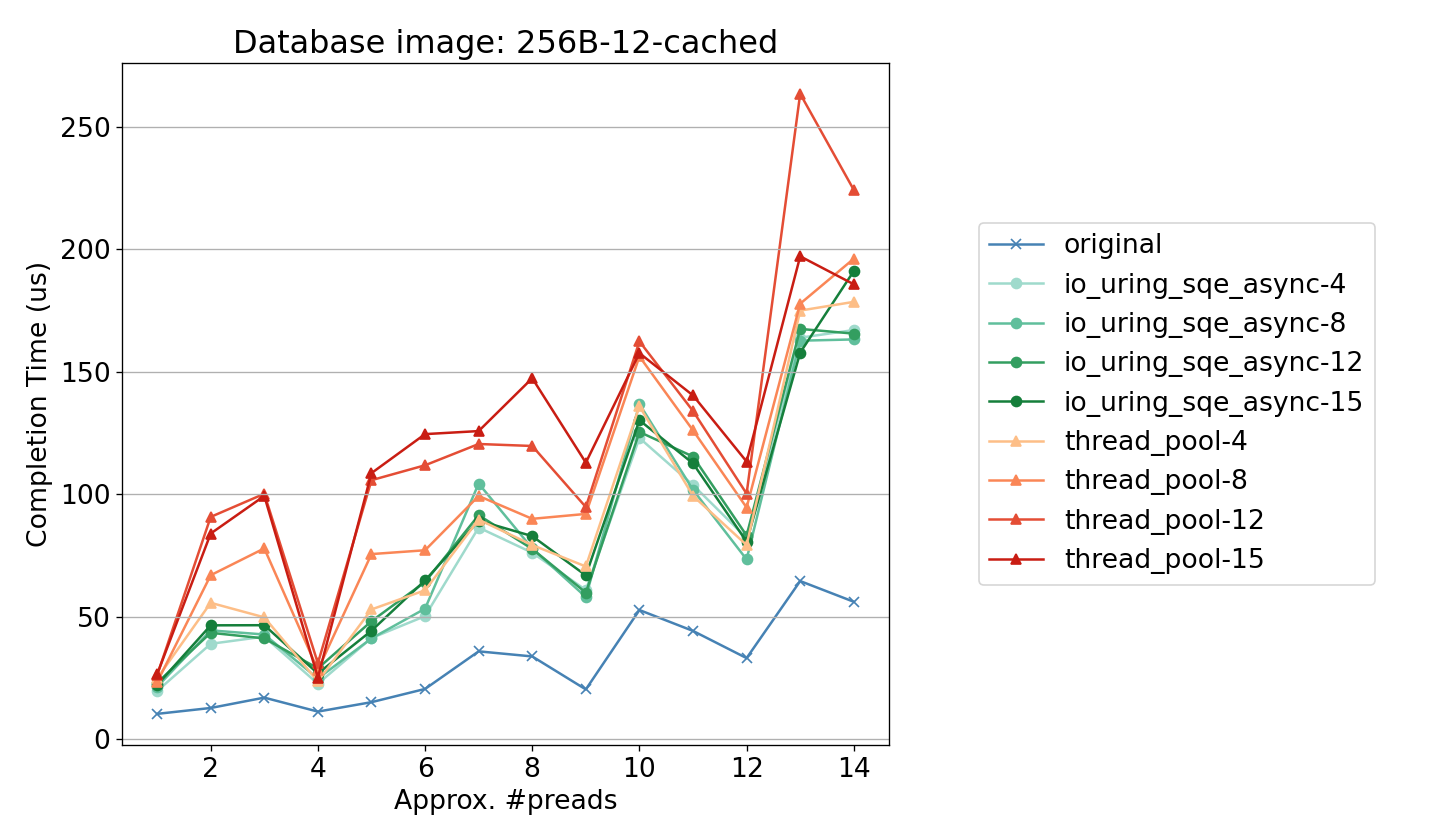 Database image: 256B-12-cached
Completion Time (us)
250
200
150
100
50
0
2 4 6 8 10 12 14
Approx. #preads
original
io_uring_sqe_async-4
io_uring_sqe_async-8
io_uring_sqe_async-12
io_uring_sqe_async-15
thread_pool-4
thread_pool-8
thread_pool-12
thread_pool-15